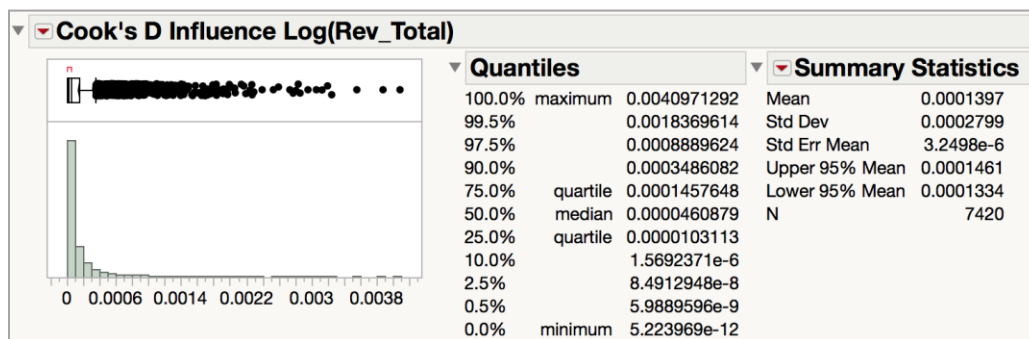 Cook's D Influence Log(Rev_Total)
0 0.0006 0.0014 0.0022 0.003 0.0038
Quantiles
100.0% maximum 0.0040971292
99.5% 0.0018369614
97.5% 0.0008889624
90.0% 0.0003486082
75.0% quartile 0.0001457648
50.0% median 0.0000460879
25.0% quartile 0.0000103113
10.0% 1.5692371e-6
2.5% 8.4912948e-8
0.5% 5.9889596e-9
0.0% minimum 5.223969e-12
Summary Statistics
Mean 0.0001397
Std Dev 0.0002799
Std Err Mean 3.2498e-6
Upper 95% Mean 0.0001461
Lower 95% Mean 0.0001334
N 7420